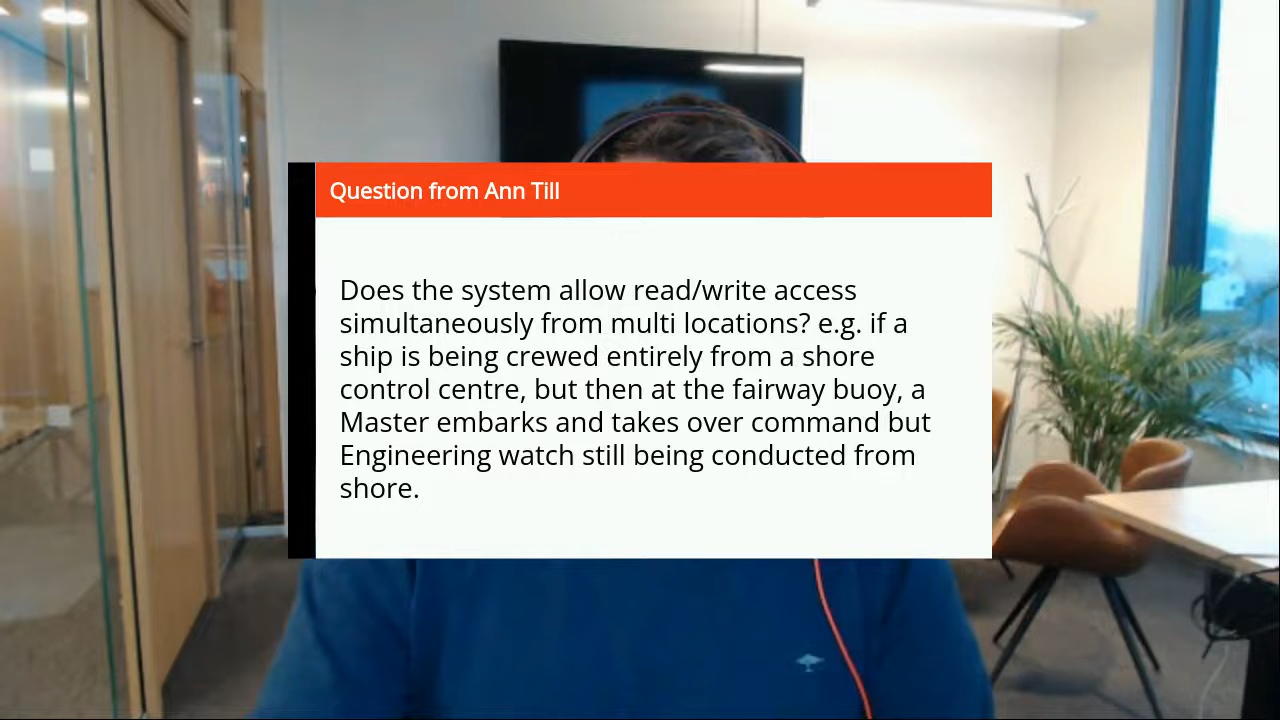 Question from Ann Till
Does the system allow read/write access
simultaneously from multi locations? e.g. if a
ship is being crewed entirely from a shore
control centre, but then at the fairway buoy, a
Master embarks and takes over command but
Engineering watch still being conducted from
shore.